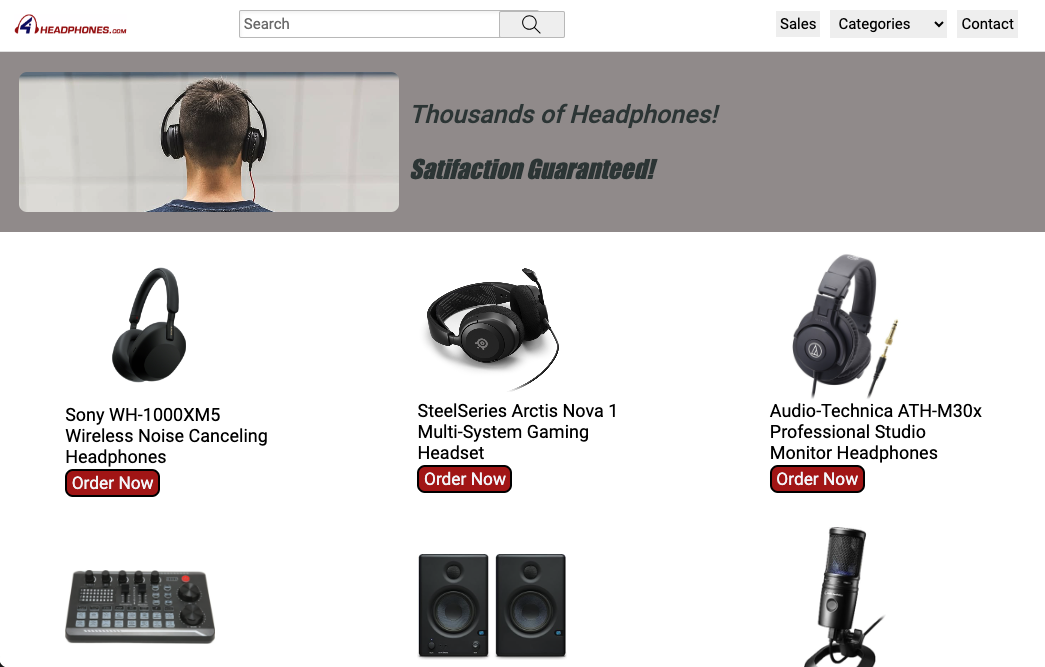 4HEADPHONES.COM
Search
Sales
Categories
Contact
Thousands of Headphones!
Satifaction Guaranteed!
Sony WH-1000XM5
Wireless Noise Canceling
Headphones
Order Now
SteelSeries Arctis Nova 1
Multi-System Gaming
Headset
Order Now
Audio-Technica ATH-M30x
Professional Studio
Monitor Headphones
Order Now